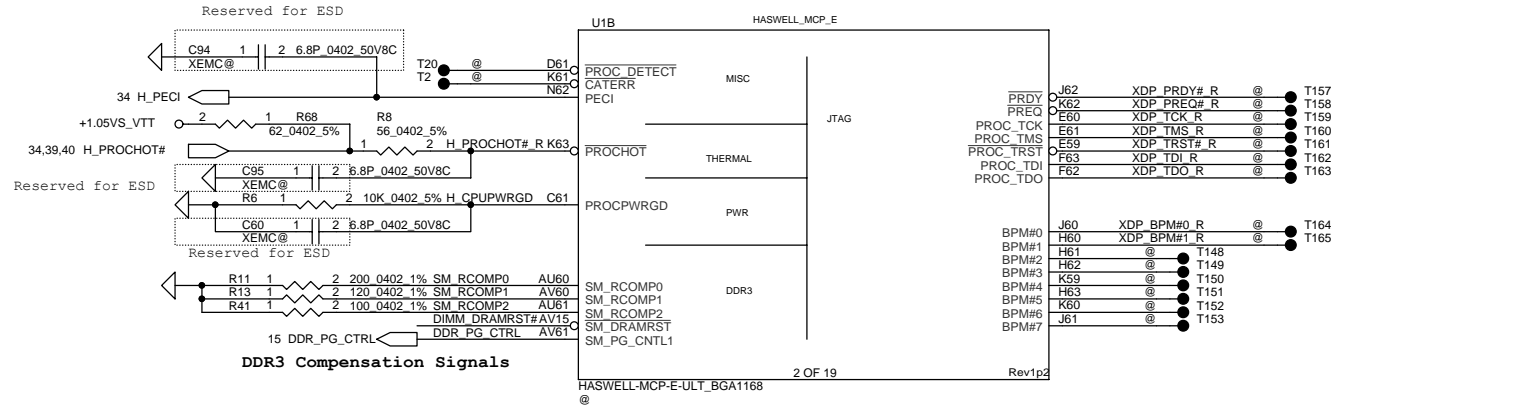 Reserved for ESD
U1B
HASWELL_MCP_E
C94 1 2 6.8P_0402_50V8C
XEMC@
T20 @ D61 PROC_DETECT
T2 @ K61 CATERR
34 H_PECI N62 PECI
MISC
+1.05VS_VTT 2 1 R68
62_0402_5%
R8
56_0402_5%
34,39,40 H_PROCHOT# 1 2 H_PROCHOT#_R K63 PROCHOT
THERMAL
C95 1 2 6.8P_0402_50V8C
XEMC@
Reserved for ESD
R6 1 2 10K_0402_5% H_CPUPWRGD C61 PROCPWRGD
PWR
C60 1 2 6.8P_0402_50V8C
XEMC@
Reserved for ESD
R11 1 2 200_0402_1% SM_RCOMP0 AU60 SM_RCOMP0
R13 1 2 120_0402_1% SM_RCOMP1 AV60 SM_RCOMP1
R41 1 2 100_0402_1% SM_RCOMP2 AU61 SM_RCOMP2
DIMM_DRAMRST# AV15 SM_DRAMRST
15 DDR_PG_CTRL DDR_PG_CTRL AV61 SM_PG_CNTL1
DDR3
DDR3 Compensation Signals
JTAG
PRDY J62 XDP_PRDY#_R @ T157
PREQ K62 XDP_PREQ#_R @ T158
PROC_TCK E60 XDP_TCK_R @ T159
PROC_TMS E61 XDP_TMS_R @ T160
PROC_TRST E59 XDP_TRST#_R @ T161
PROC_TDI F63 XDP_TDI_R @ T162
PROC_TDO F62 XDP_TDO_R @ T163
BPM#0 J60 XDP_BPM#0_R @ T164
BPM#1 H60 XDP_BPM#1_R @ T165
BPM#2 H61 @ T148
BPM#3 H62 @ T149
BPM#4 K59 @ T150
BPM#5 H63 @ T151
BPM#6 K60 @ T152
BPM#7 J61 @ T153
2 OF 19
Rev1p2
HASWELL-MCP-E-ULT_BGA1168
@